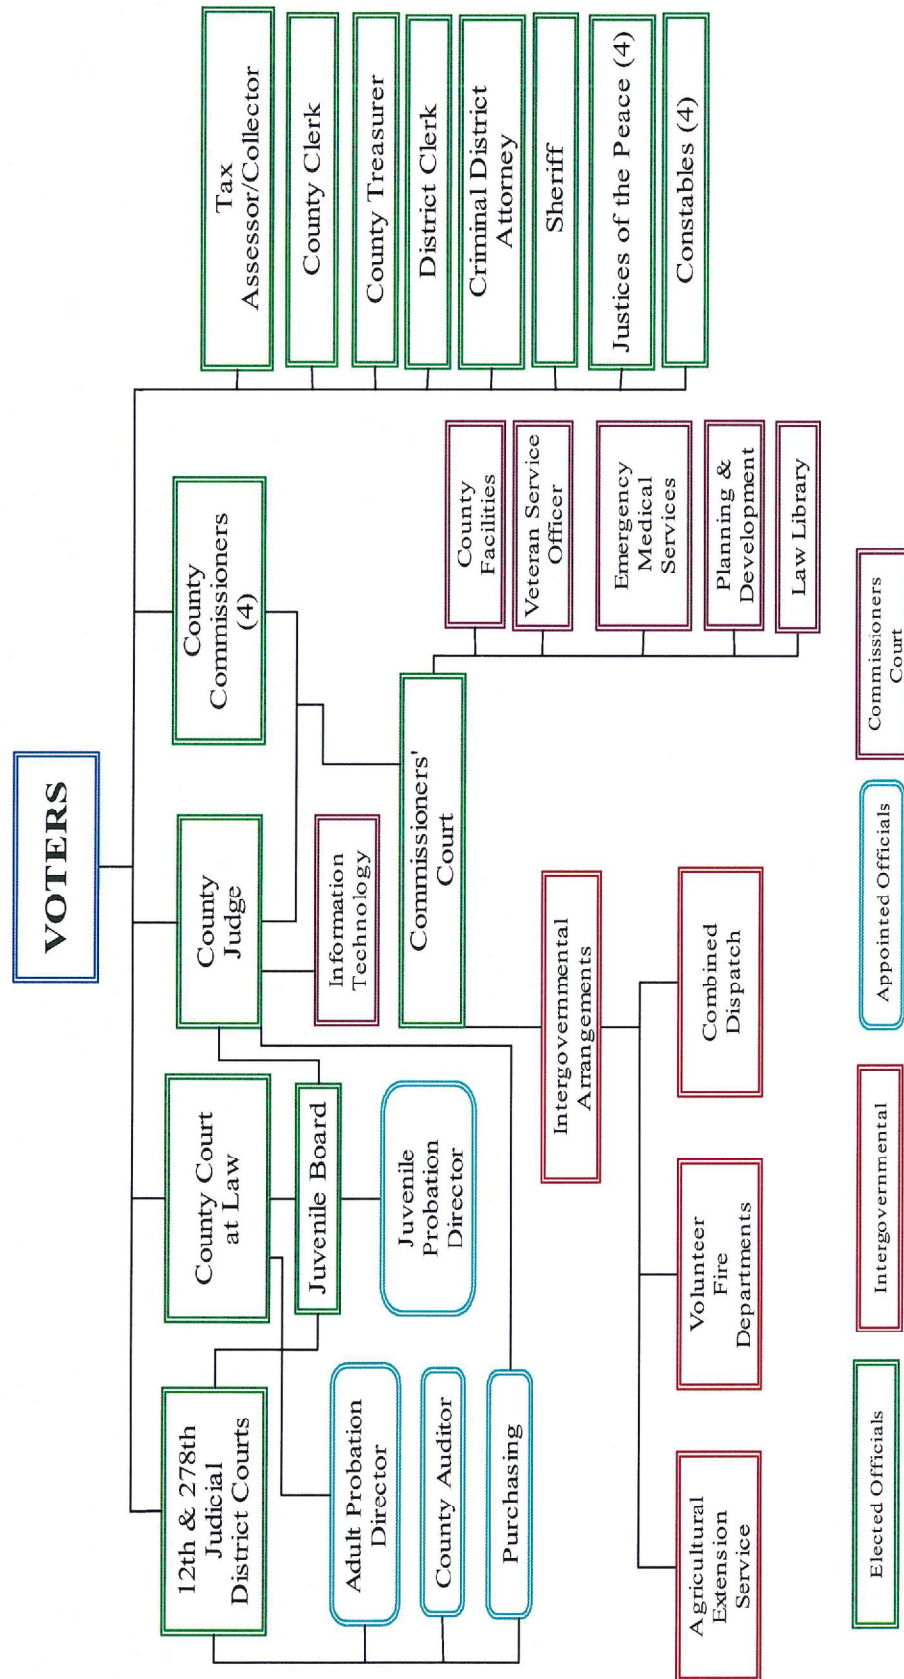 VOTERS
12th & 278th
Judicial
District Courts
County Court
at Law
County
Judge
County
Commissioners
(4)
Tax
Assessor/Collector
County Clerk
County Treasurer
District Clerk
Criminal District
Attorney
Sheriff
Justices of the Peace (4)
Constables (4)
Juvenile Board
Information
Technology
Adult Probation
Director
Juvenile
Probation
Director
County Auditor
Purchasing
Commissioners'
Court
County
Facilities
Veteran Service
Officer
Emergency
Medical
Services
Planning &
Development
Law Library
Intergovernmental
Arrangements
Agricultural
Extension
Service
Volunteer
Fire
Departments
Combined
Dispatch
Elected Officials
Intergovernmental
Appointed Officials
Commissioners
Court